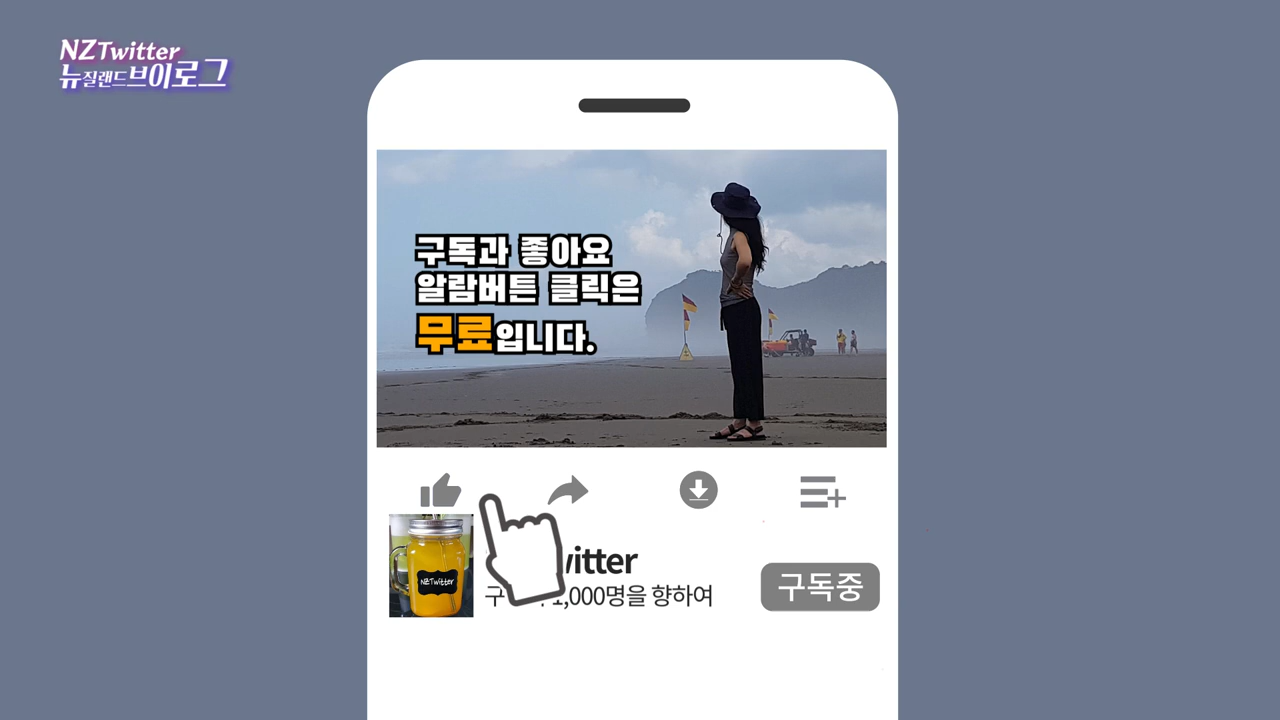 NZTwitter
뉴질랜드브이로그
구독과 좋아요
알람버튼 클릭은
무료입니다.
NZTwitter
구 1,000명을 향하여
구독중